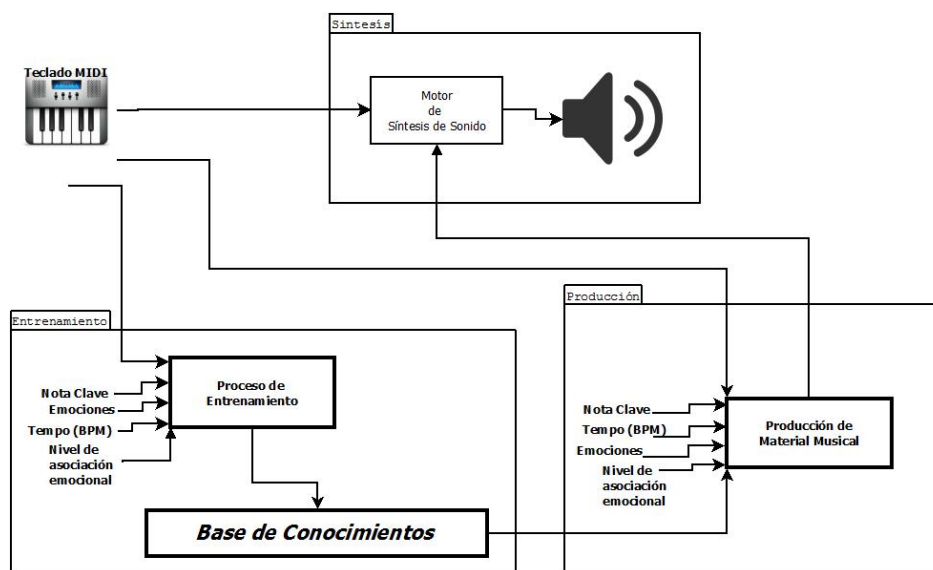 Sintesís
Teclado MIDI
Motor
de
Síntesis de Sonido
Entrenamiento
Proceso de
Entrenamiento
Nota Clave
Emociones
Tempo (BPM)
Nivel de
asociación
emocional
Base de Conocimientos
Producción
Nota Clave
Tempo (BPM)
Emociones
Nivel de
asociación
emocional
Producción de
Material Musical